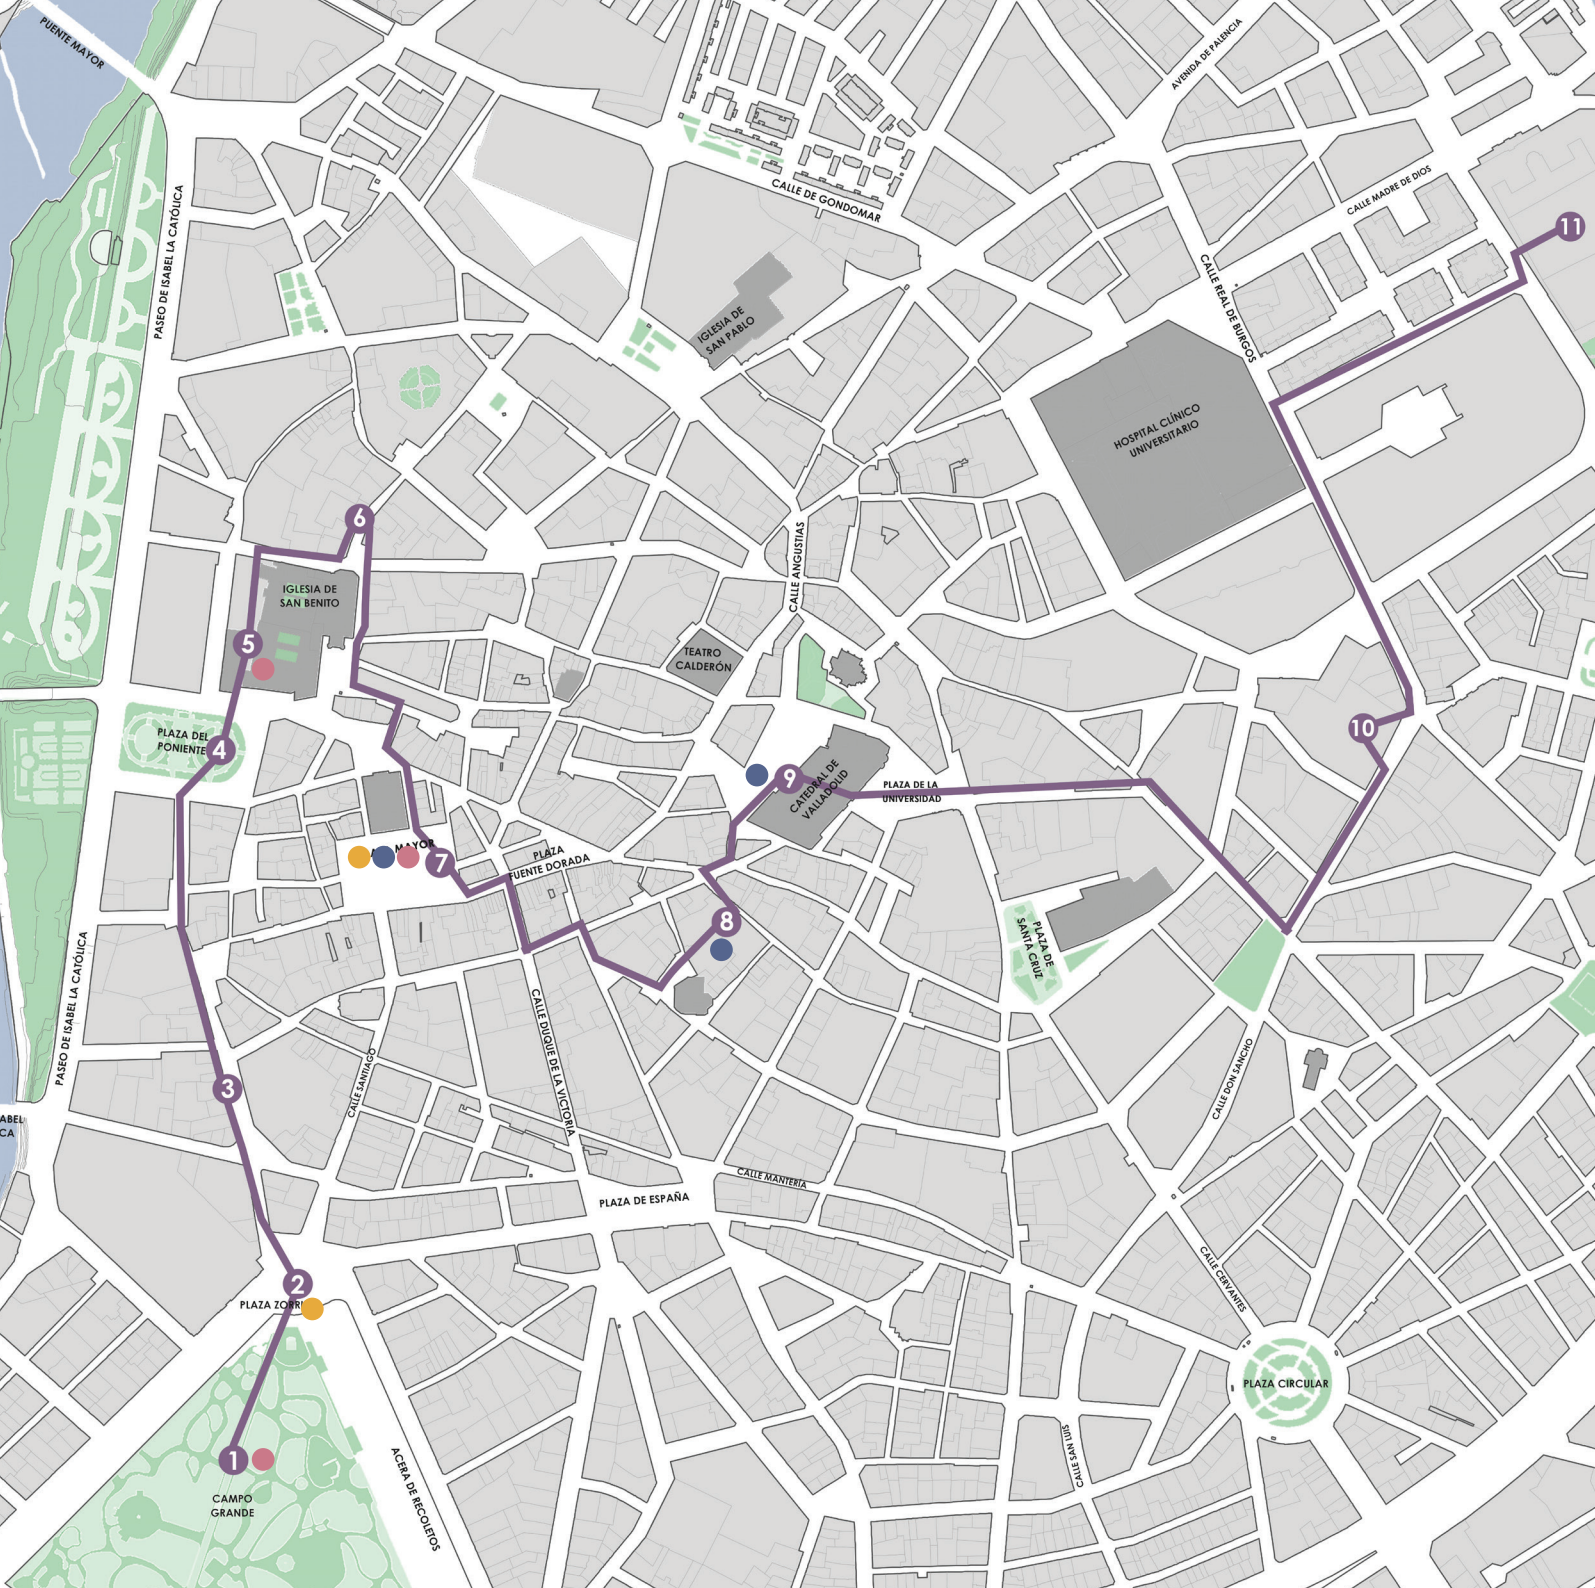 PUENTE MAYOR
AVENIDA DE PALENCIA
CALLE DE GONDOMAR
CALLE MADRE DE DIOS
PASEO DE ISABEL LA CATÓLICA
11
CALLE REAL DE BURGOS
IGLESIA DE
SAN PABLO
HOSPITAL CLÍNICO
UNIVERSITARIO
6
CALLE ANGUSTIAS
IGLESIA DE
SAN BENITO
5
TEATRO
CALDERÓN
PLAZA DEL
PONIENTE
4
10
9
CATEDRAL DE
VALLADOLID
PLAZA DE LA
UNIVERSIDAD
MAYOR
7
PLAZA
FUENTE DORADA
8
PLAZA DE
SANTA CRUZ
PASEO DE ISABEL LA CATÓLICA
CALLE DUQUE DE LA VICTORIA
3
CALLE SANTIAGO
CALLE DON SANCHO
ABEL
CA
CALLE MANTERÍA
PLAZA DE ESPAÑA
2
PLAZA ZORRI
CALLE CERVANTES
PLAZA CIRCULAR
1
CAMPO
GRANDE
ACERA DE RECOLETOS
CALLE SAN LUIS